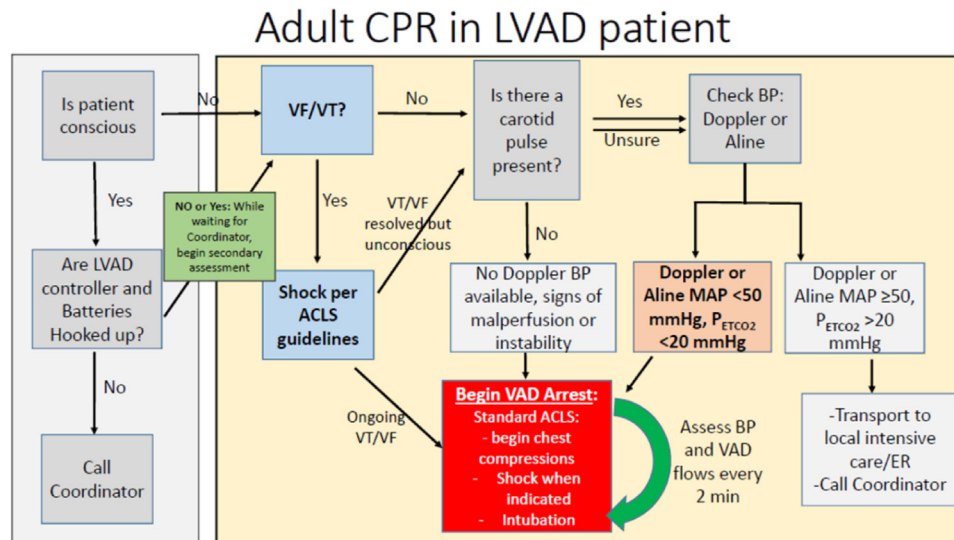 Adult CPR in LVAD patient
Is patient
conscious
No
VF/VT?
No
Is there a
carotid
pulse
present?
Yes
Unsure
Check BP:
Doppler or
Aline
Yes
NO or Yes: While
waiting for
Coordinator,
begin secondary
assessment
Yes
VT/VF
resolved but
unconscious
No
Are LVAD
controller and
Batteries
Hooked up?
Shock per
ACLS
guidelines
No Doppler BP
available, signs of
malperfusion or
instability
Doppler or
Aline MAP <50
mmHg, PETCO2
<20 mmHg
Doppler or
Aline MAP ≥50,
PETCO2 >20
mmHg
No
Ongoing
VT/VF
Begin VAD Arrest:
Standard ACLS:
- begin chest
compressions
- Shock when
indicated
- Intubation
Assess BP
and VAD
flows every
2 min
-Transport to
local intensive
care/ER
-Call Coordinator
Call
Coordinator